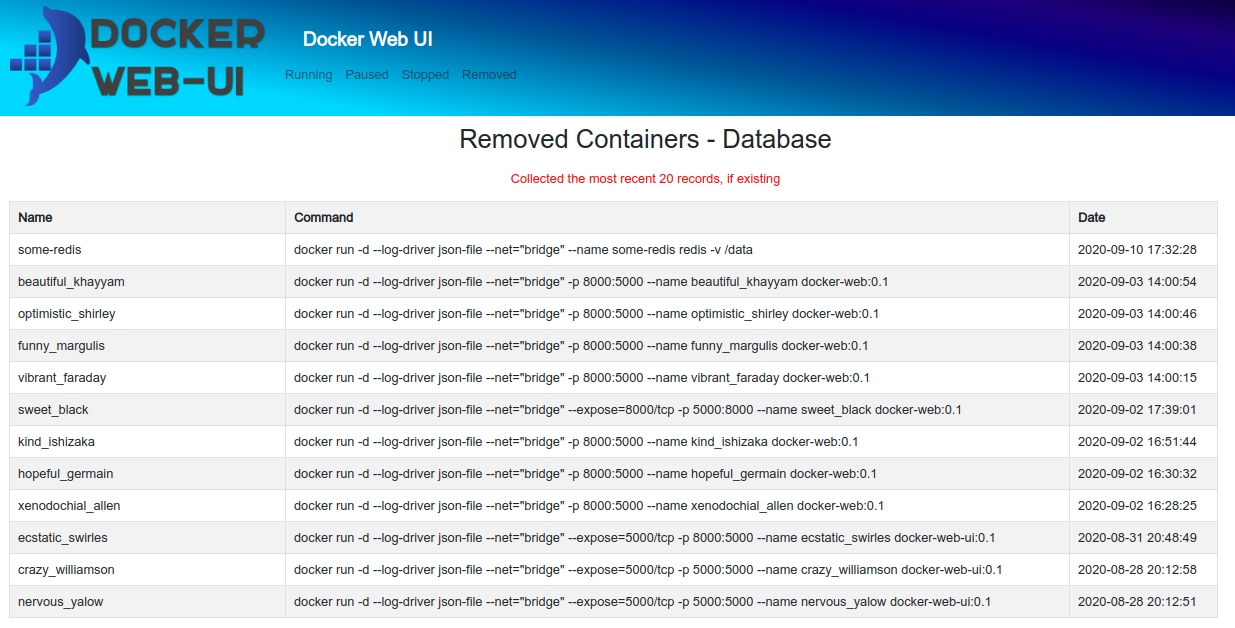 DOCKER
WEB-UI
Docker Web UI
Running Paused Stopped Removed
Removed Containers - Database
Collected the most recent 20 records, if existing
Name Command Date
some-redis docker run -d --log-driver json-file --net="bridge" --name some-redis redis -v /data 2020-09-10 17:32:28
beautiful_khayyam docker run -d --log-driver json-file --net="bridge" -p 8000:5000 --name beautiful_khayyam docker-web:0.1 2020-09-03 14:00:54
optimistic_shirley docker run -d --log-driver json-file --net="bridge" -p 8000:5000 --name optimistic_shirley docker-web:0.1 2020-09-03 14:00:46
funny_margulis docker run -d --log-driver json-file --net="bridge" -p 8000:5000 --name funny_margulis docker-web:0.1 2020-09-03 14:00:38
vibrant_faraday docker run -d --log-driver json-file --net="bridge" -p 8000:5000 --name vibrant_faraday docker-web:0.1 2020-09-03 14:00:15
sweet_black docker run -d --log-driver json-file --net="bridge" --expose=8000/tcp -p 5000:8000 --name sweet_black docker-web:0.1 2020-09-02 17:39:01
kind_ishizaka docker run -d --log-driver json-file --net="bridge" -p 8000:5000 --name kind_ishizaka docker-web:0.1 2020-09-02 16:51:44
hopeful_germain docker run -d --log-driver json-file --net="bridge" -p 8000:5000 --name hopeful_germain docker-web:0.1 2020-09-02 16:30:32
xenodochial_allen docker run -d --log-driver json-file --net="bridge" -p 8000:5000 --name xenodochial_allen docker-web:0.1 2020-09-02 16:28:25
ecstatic_swirles docker run -d --log-driver json-file --net="bridge" --expose=5000/tcp -p 8000:5000 --name ecstatic_swirles docker-web-ui:0.1 2020-08-31 20:48:49
crazy_williamson docker run -d --log-driver json-file --net="bridge" --expose=5000/tcp -p 5000:5000 --name crazy_williamson docker-web-ui:0.1 2020-08-28 20:12:58
nervous_yalow docker run -d --log-driver json-file --net="bridge" --expose=5000/tcp -p 5000:5000 --name nervous_yalow docker-web-ui:0.1 2020-08-28 20:12:51